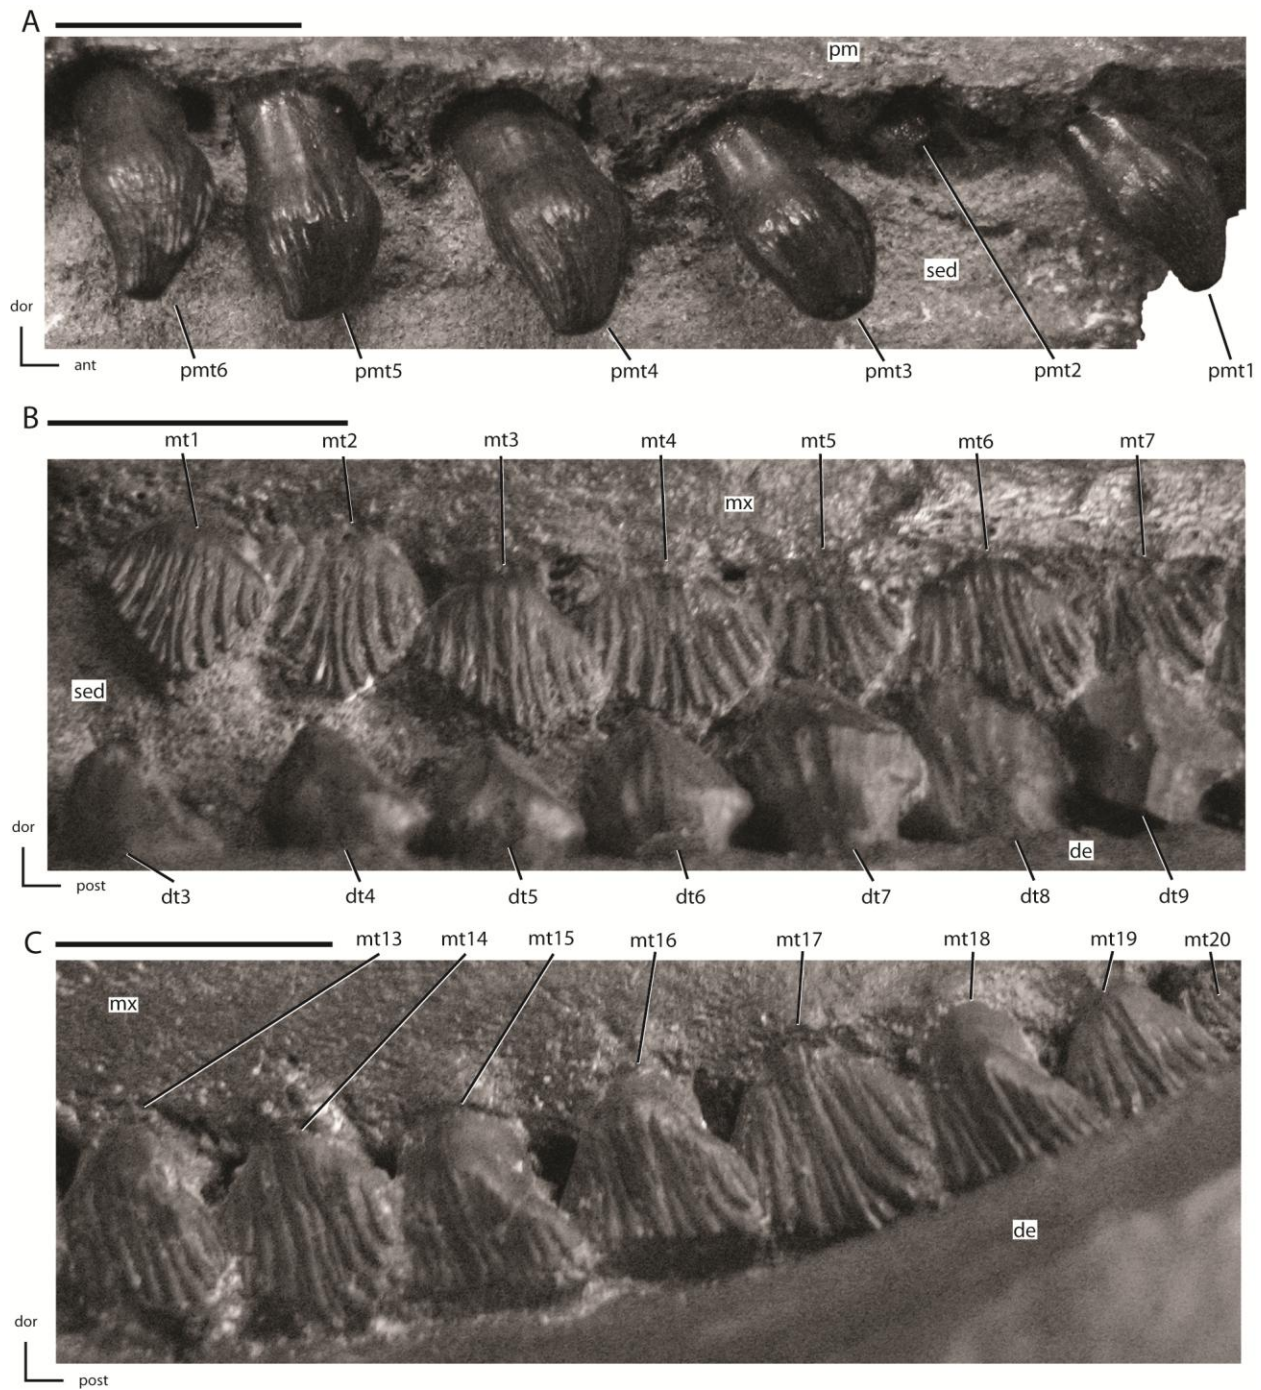 A
pm
sed
dor
ant
pmt6 pmt5 pmt4 pmt3 pmt2 pmt1
B
mt1 mt2 mt3 mt4 mt5 mt6 mt7
mx
sed
dor
de
post
dt3 dt4 dt5 dt6 dt7 dt8 dt9
C
mt13 mt14 mt15 mt16 mt17 mt18 mt19 mt20
mx
de
dor
post